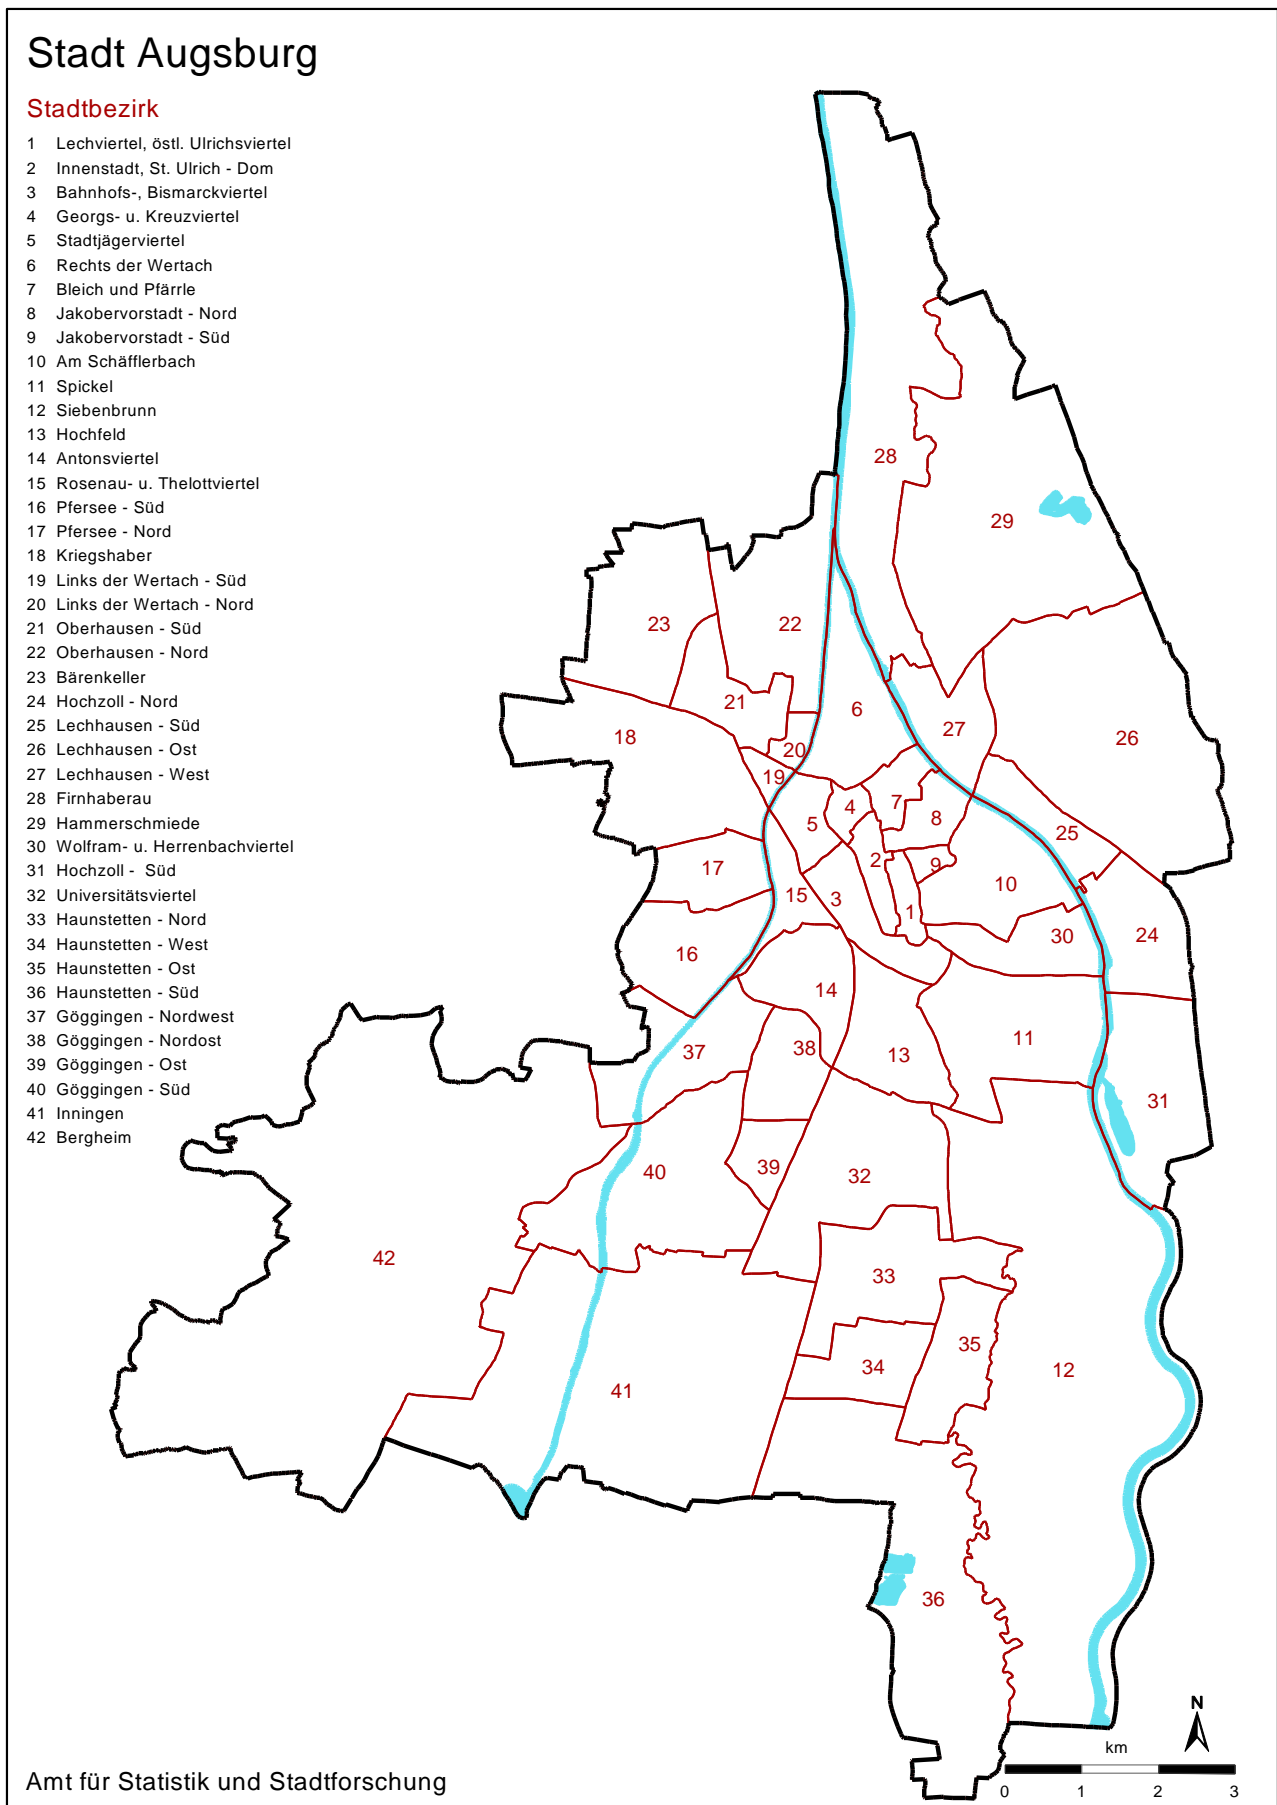 Stadt Augsburg
Stadtbezirk
1 Lechviertel, östl. Ulrichsviertel
2 Innenstadt, St. Ulrich - Dom
3 Bahnhofs-, Bismarckviertel
4 Georgs- u. Kreuzviertel
5 Stadtjägerviertel
6 Rechts der Wertach
7 Bleich und Pfärrle
8 Jakobervorstadt - Nord
9 Jakobervorstadt - Süd
10 Am Schäfflerbach
11 Spickel
12 Siebenbrunn
13 Hochfeld
14 Antonsviertel
15 Rosenau- u. Thelottviertel
16 Pfersee - Süd
17 Pfersee - Nord
18 Kriegshaber
19 Links der Wertach - Süd
20 Links der Wertach - Nord
21 Oberhausen - Süd
22 Oberhausen - Nord
23 Bärenkeller
24 Hochzoll - Nord
25 Lechhausen - Süd
26 Lechhausen - Ost
27 Lechhausen - West
28 Firnhaberau
29 Hammerschmiede
30 Wolfram- u. Herrenbachviertel
31 Hochzoll - Süd
32 Universitätsviertel
33 Haunstetten - Nord
34 Haunstetten - West
35 Haunstetten - Ost
36 Haunstetten - Süd
37 Göggingen - Nordwest
38 Göggingen - Nordost
39 Göggingen - Ost
40 Göggingen - Süd
41 Inningen
42 Bergheim
28
29
23
22
21
6
27
18
26
20
19
4
7
5
8
25
17
2
9
15
3
10
1
16
30
24
14
37
38
13
11
31
40
39
32
42
33
35
34
12
41
36
N
km
0 1 2 3
Amt für Statistik und Stadtforschung